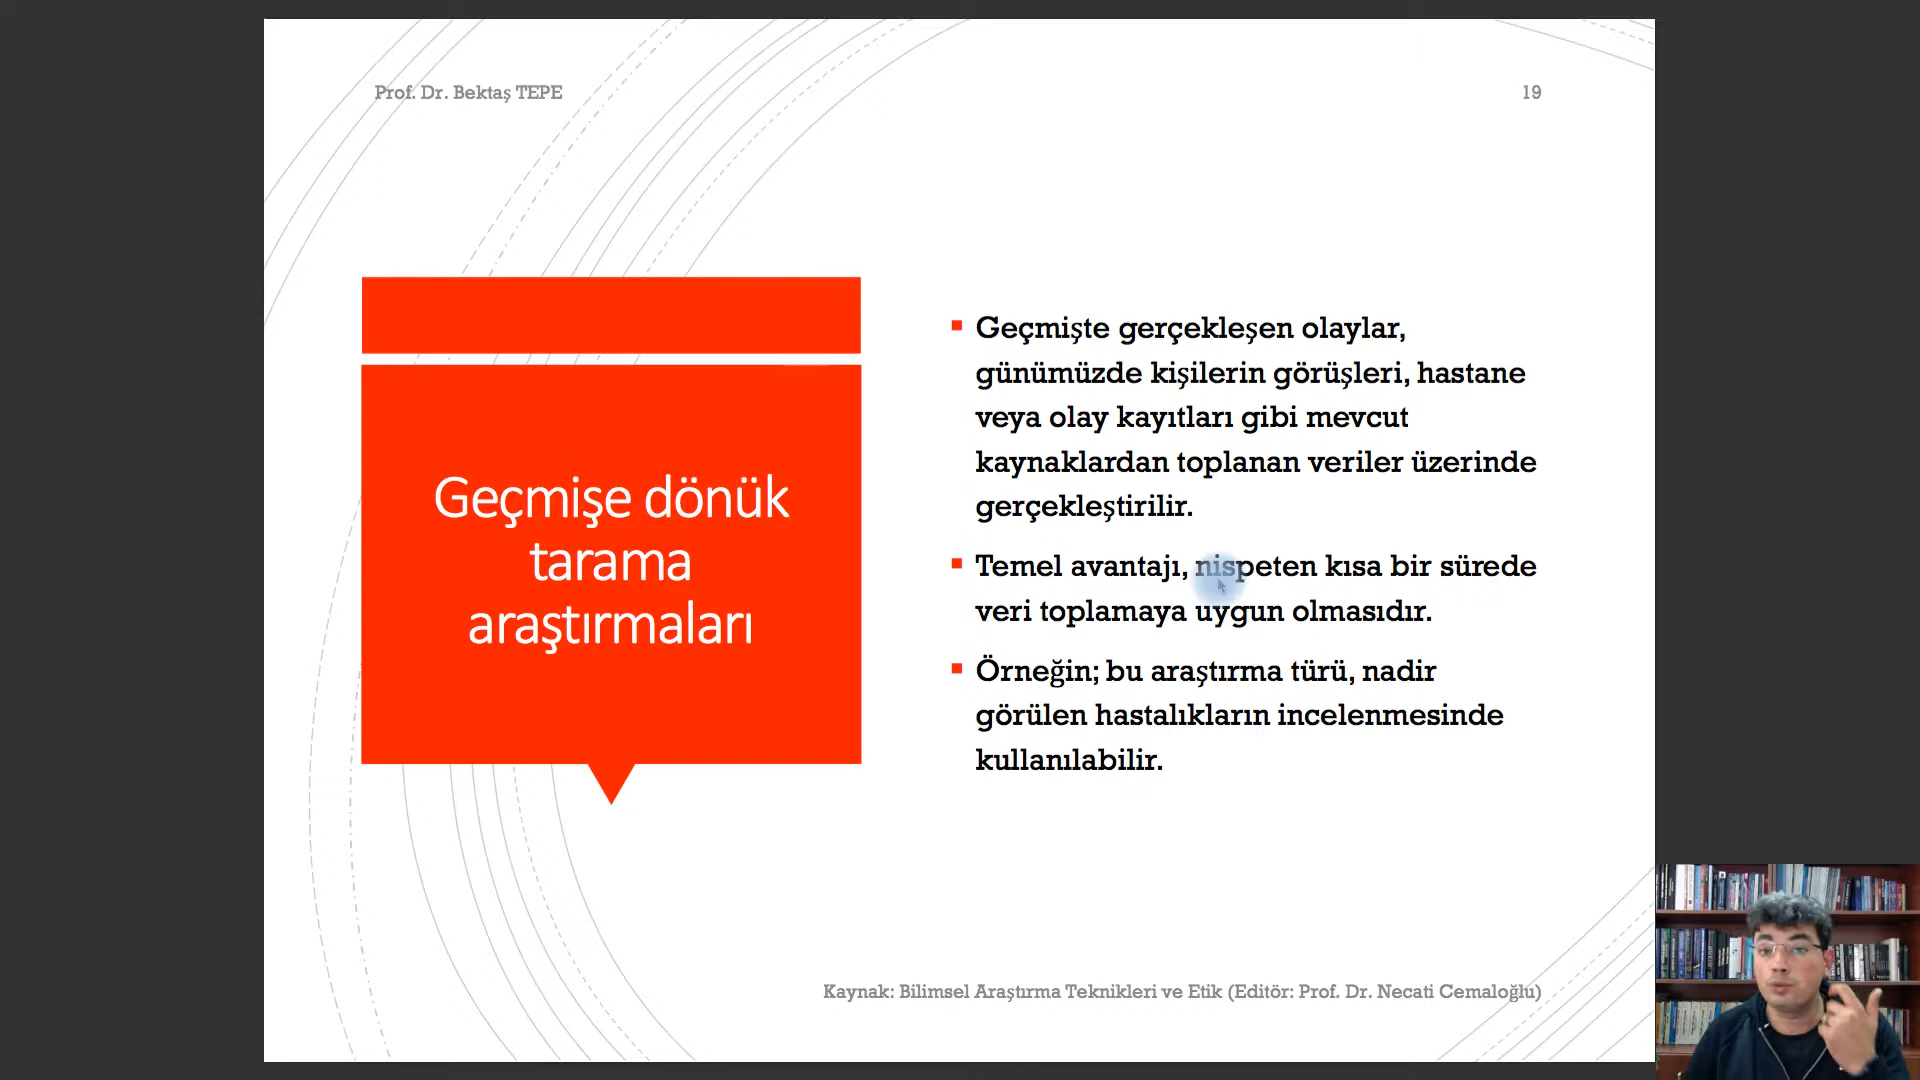 Prof. Dr. Bektaş TEPE
19
Geçmişe dönük
tarama
araştırmaları
Geçmişte gerçekleşen olaylar,
günümüzde kişilerin görüşleri, hastane
veya olay kayıtları gibi mevcut
kaynaklardan toplanan veriler üzerinde
gerçekleştirilir.
Temel avantajı, nispeten kısa bir sürede
veri toplamaya uygun olmasıdır.
Örneğin; bu araştırma türü, nadir
görülen hastalıkların incelenmesinde
kullanılabilir.
Kaynak: Bilimsel Araştırma Teknikleri ve Etik (Editör: Prof. Dr. Necati Cemaloğlu)